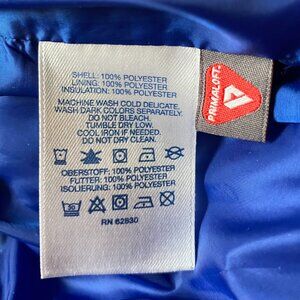 SHELL: 100% POLYESTER
LINING: 100% POLYESTER
INSULATION: 100% POLYESTER
MACHINE WASH COLD DELICATE.
WASH DARK COLORS SEPARATELY.
DO NOT BLEACH.
TUMBLE DRY LOW.
COOL IRON IF NEEDED.
DO NOT DRY CLEAN.
OBERSTOFF: 100% POLYESTER
FUTTER: 100% POLYESTER
ISOLIERUNG: 100% POLYESTER
RN 62830
PRIMALOFT